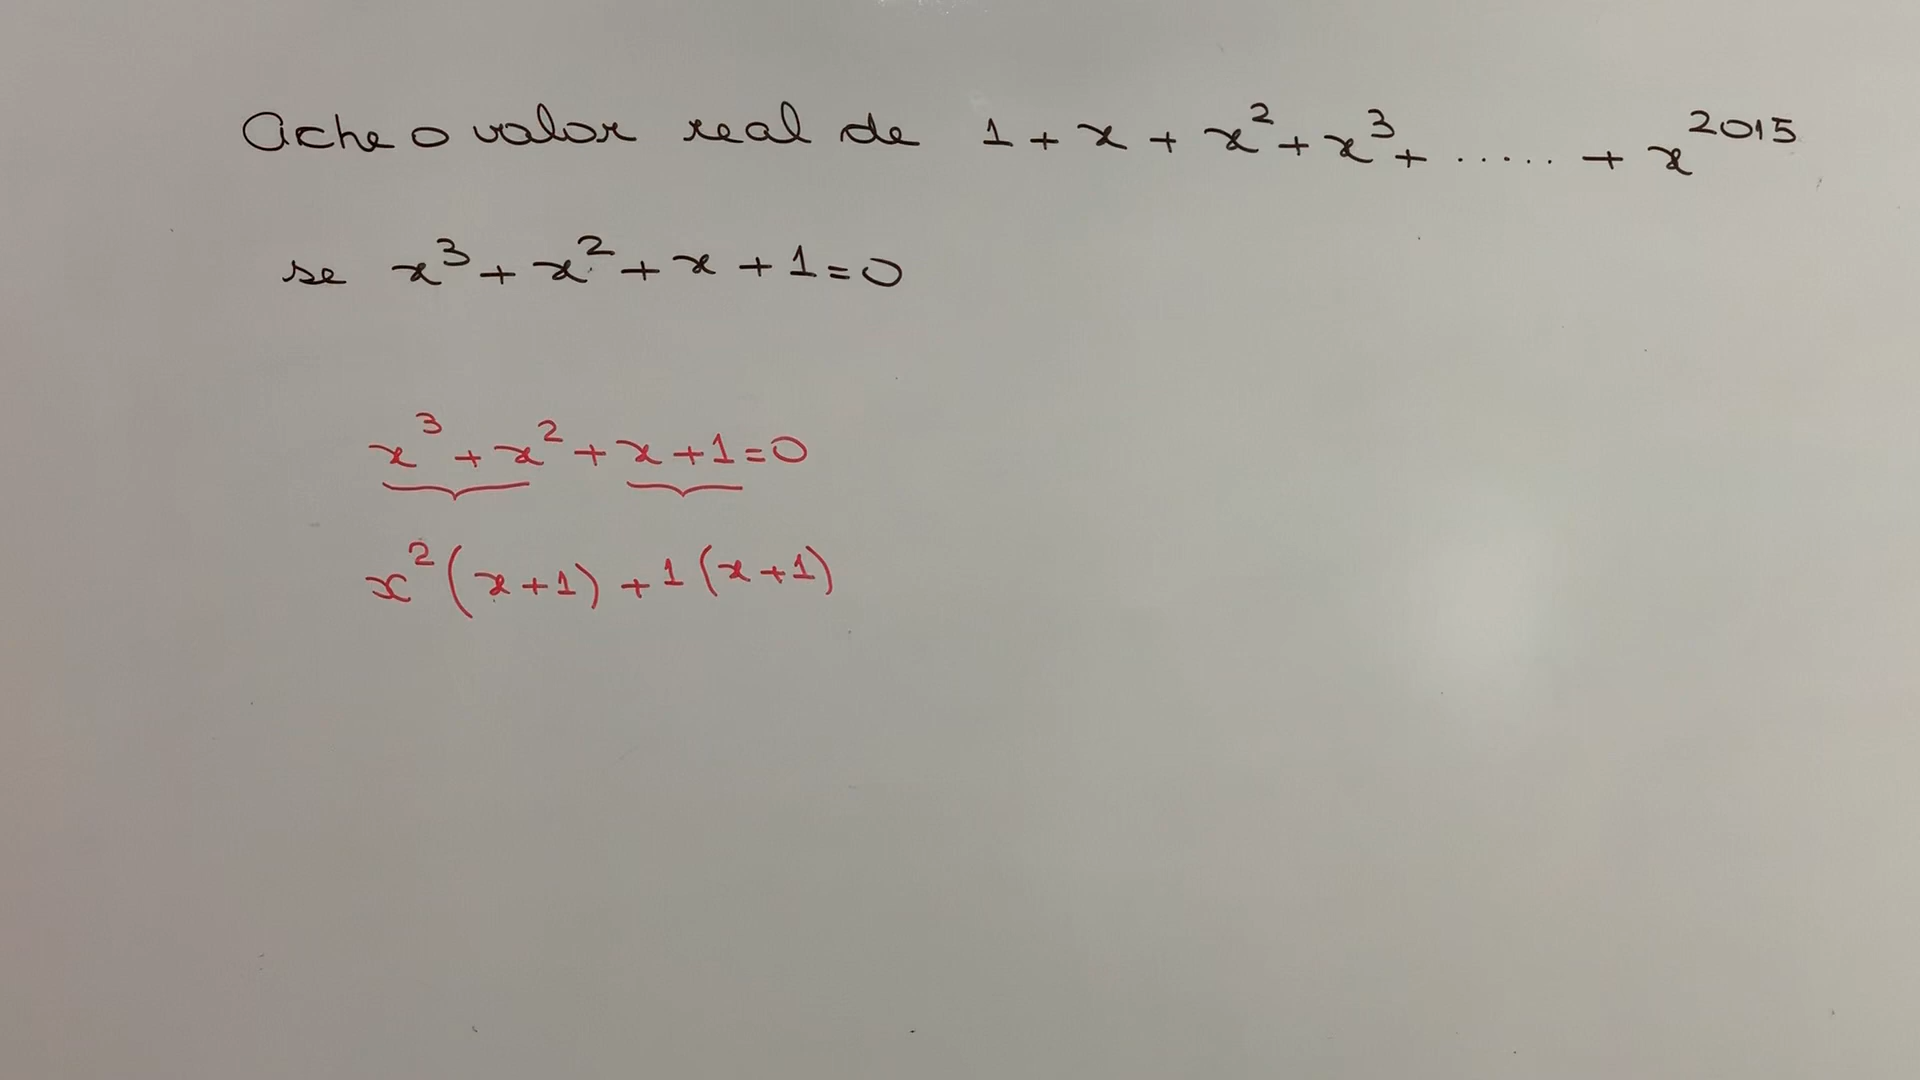 Ache o valor real de 1 + x + x² + x³ + ..... + x²⁰¹⁵
se x³ + x² + x + 1 = 0
x³ + x² + x + 1 = 0
x² (x + 1) + 1 (x + 1)